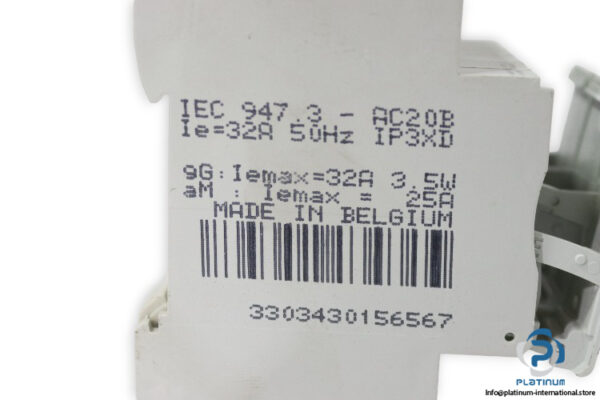 IEC 947.3 - AC20B
Ie=32A 50Hz IP3XD
gG:Iemax=32A 3.5W
aM : Iemax = 25A
MADE IN BELGIUM
3303430156567
PLATINUM
Info@platinum-international.store